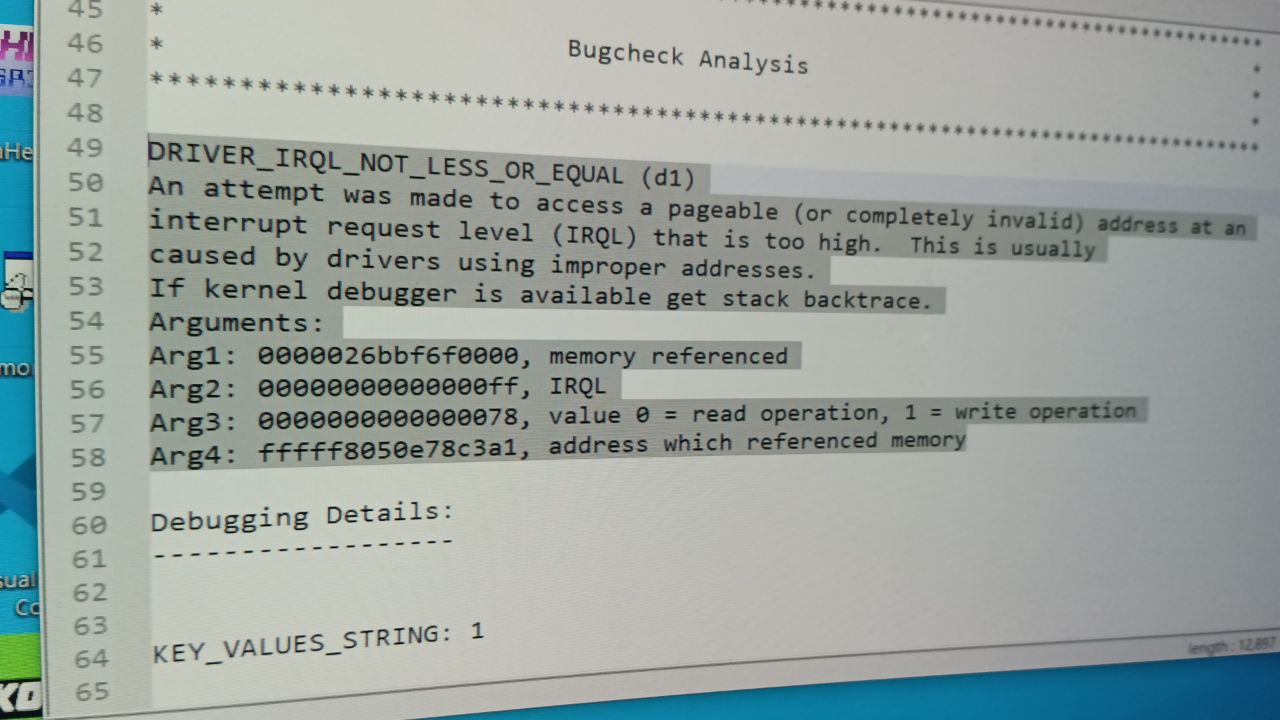 45 *
46 * Bugcheck Analysis *
47 *******************************************************************************
48
49 DRIVER_IRQL_NOT_LESS_OR_EQUAL (d1)
50 An attempt was made to access a pageable (or completely invalid) address at an
51 interrupt request level (IRQL) that is too high.  This is usually
52 caused by drivers using improper addresses.
53 If kernel debugger is available get stack backtrace.
54 Arguments:
55 Arg1: 0000026bbf6f0000, memory referenced
56 Arg2: 00000000000000ff, IRQL
57 Arg3: 0000000000000078, value 0 = read operation, 1 = write operation
58 Arg4: fffff8050e78c3a1, address which referenced memory
59
60 Debugging Details:
61 ------------------
62
63
64 KEY_VALUES_STRING: 1
65
length : 12,897